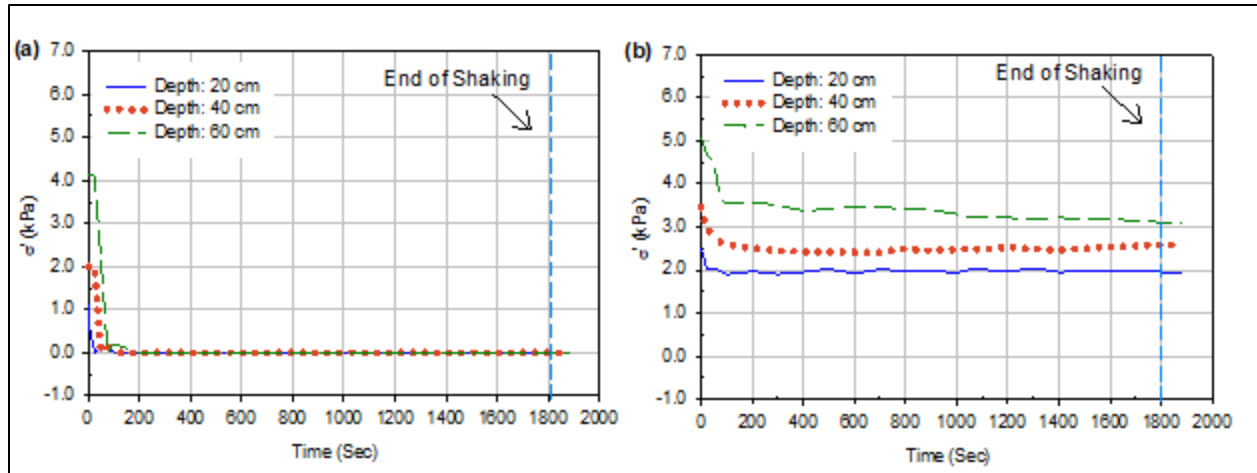 (a)
7.0
6.0
5.0
4.0
3.0
2.0
1.0
0.0
-1.0
σ' (kPa)
Depth: 20 cm
Depth: 40 cm
Depth: 60 cm
End of Shaking
0 200 400 600 800 1000 1200 1400 1600 1800 2000
Time (Sec)
(b)
7.0
6.0
5.0
4.0
3.0
2.0
1.0
0.0
-1.0
σ' (kPa)
Depth: 20 cm
Depth: 40 cm
Depth: 60 cm
End of Shaking
0 200 400 600 800 1000 1200 1400 1600 1800 2000
Time (Sec)